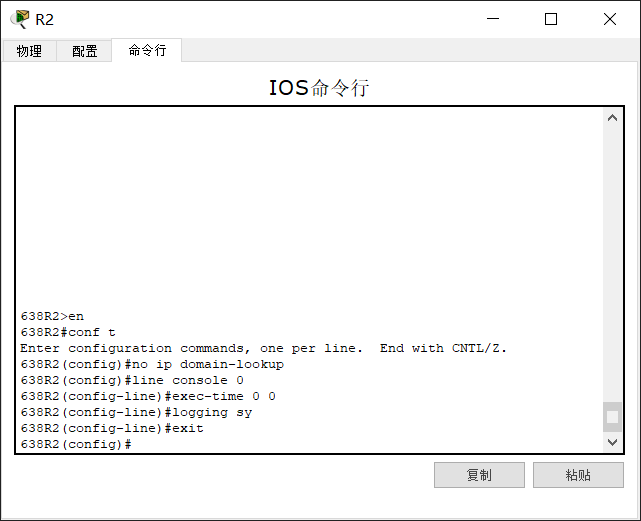 R2
物理 配置 命令行
IOS命令行
638R2>en
638R2#conf t
Enter configuration commands, one per line.  End with CNTL/Z.
638R2(config)#no ip domain-lookup
638R2(config)#line console 0
638R2(config-line)#exec-time 0 0
638R2(config-line)#logging sy
638R2(config-line)#exit
638R2(config)#
复制 粘贴